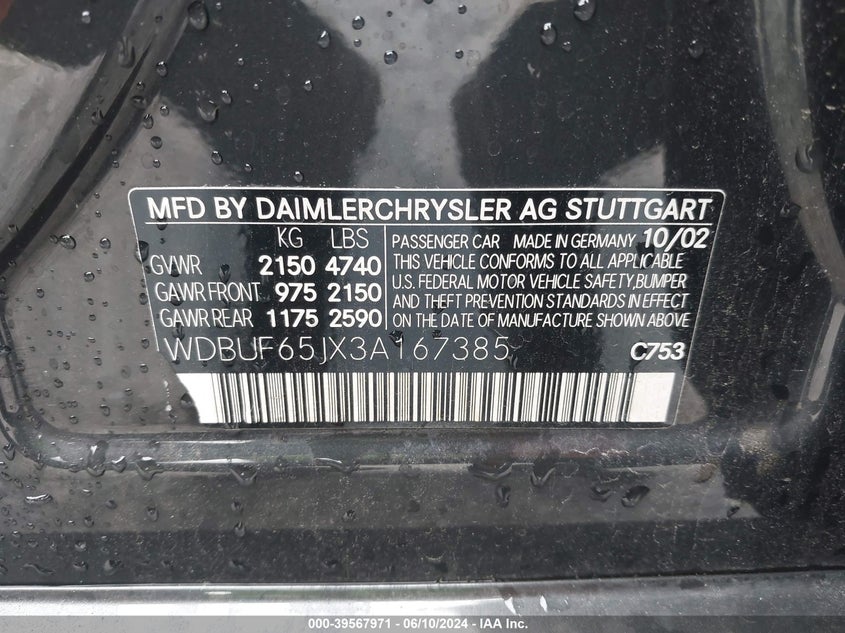 MFD BY DAIMLERCHRYSLER AG STUTTGART
KG LBS
GVWR 2150 4740
GAWR FRONT 975 2150
GAWR REAR 1175 2590
PASSENGER CAR MADE IN GERMANY 10/02
THIS VEHICLE CONFORMS TO ALL APPLICABLE
U.S. FEDERAL MOTOR VEHICLE SAFETY, BUMPER
AND THEFT PREVENTION STANDARDS IN EFFECT
ON THE DATE OF MANUFACTURE SHOWN ABOVE
WDBUF65JX3A167385 C753
000-39567971 - 06/10/2024 - IAA Inc.